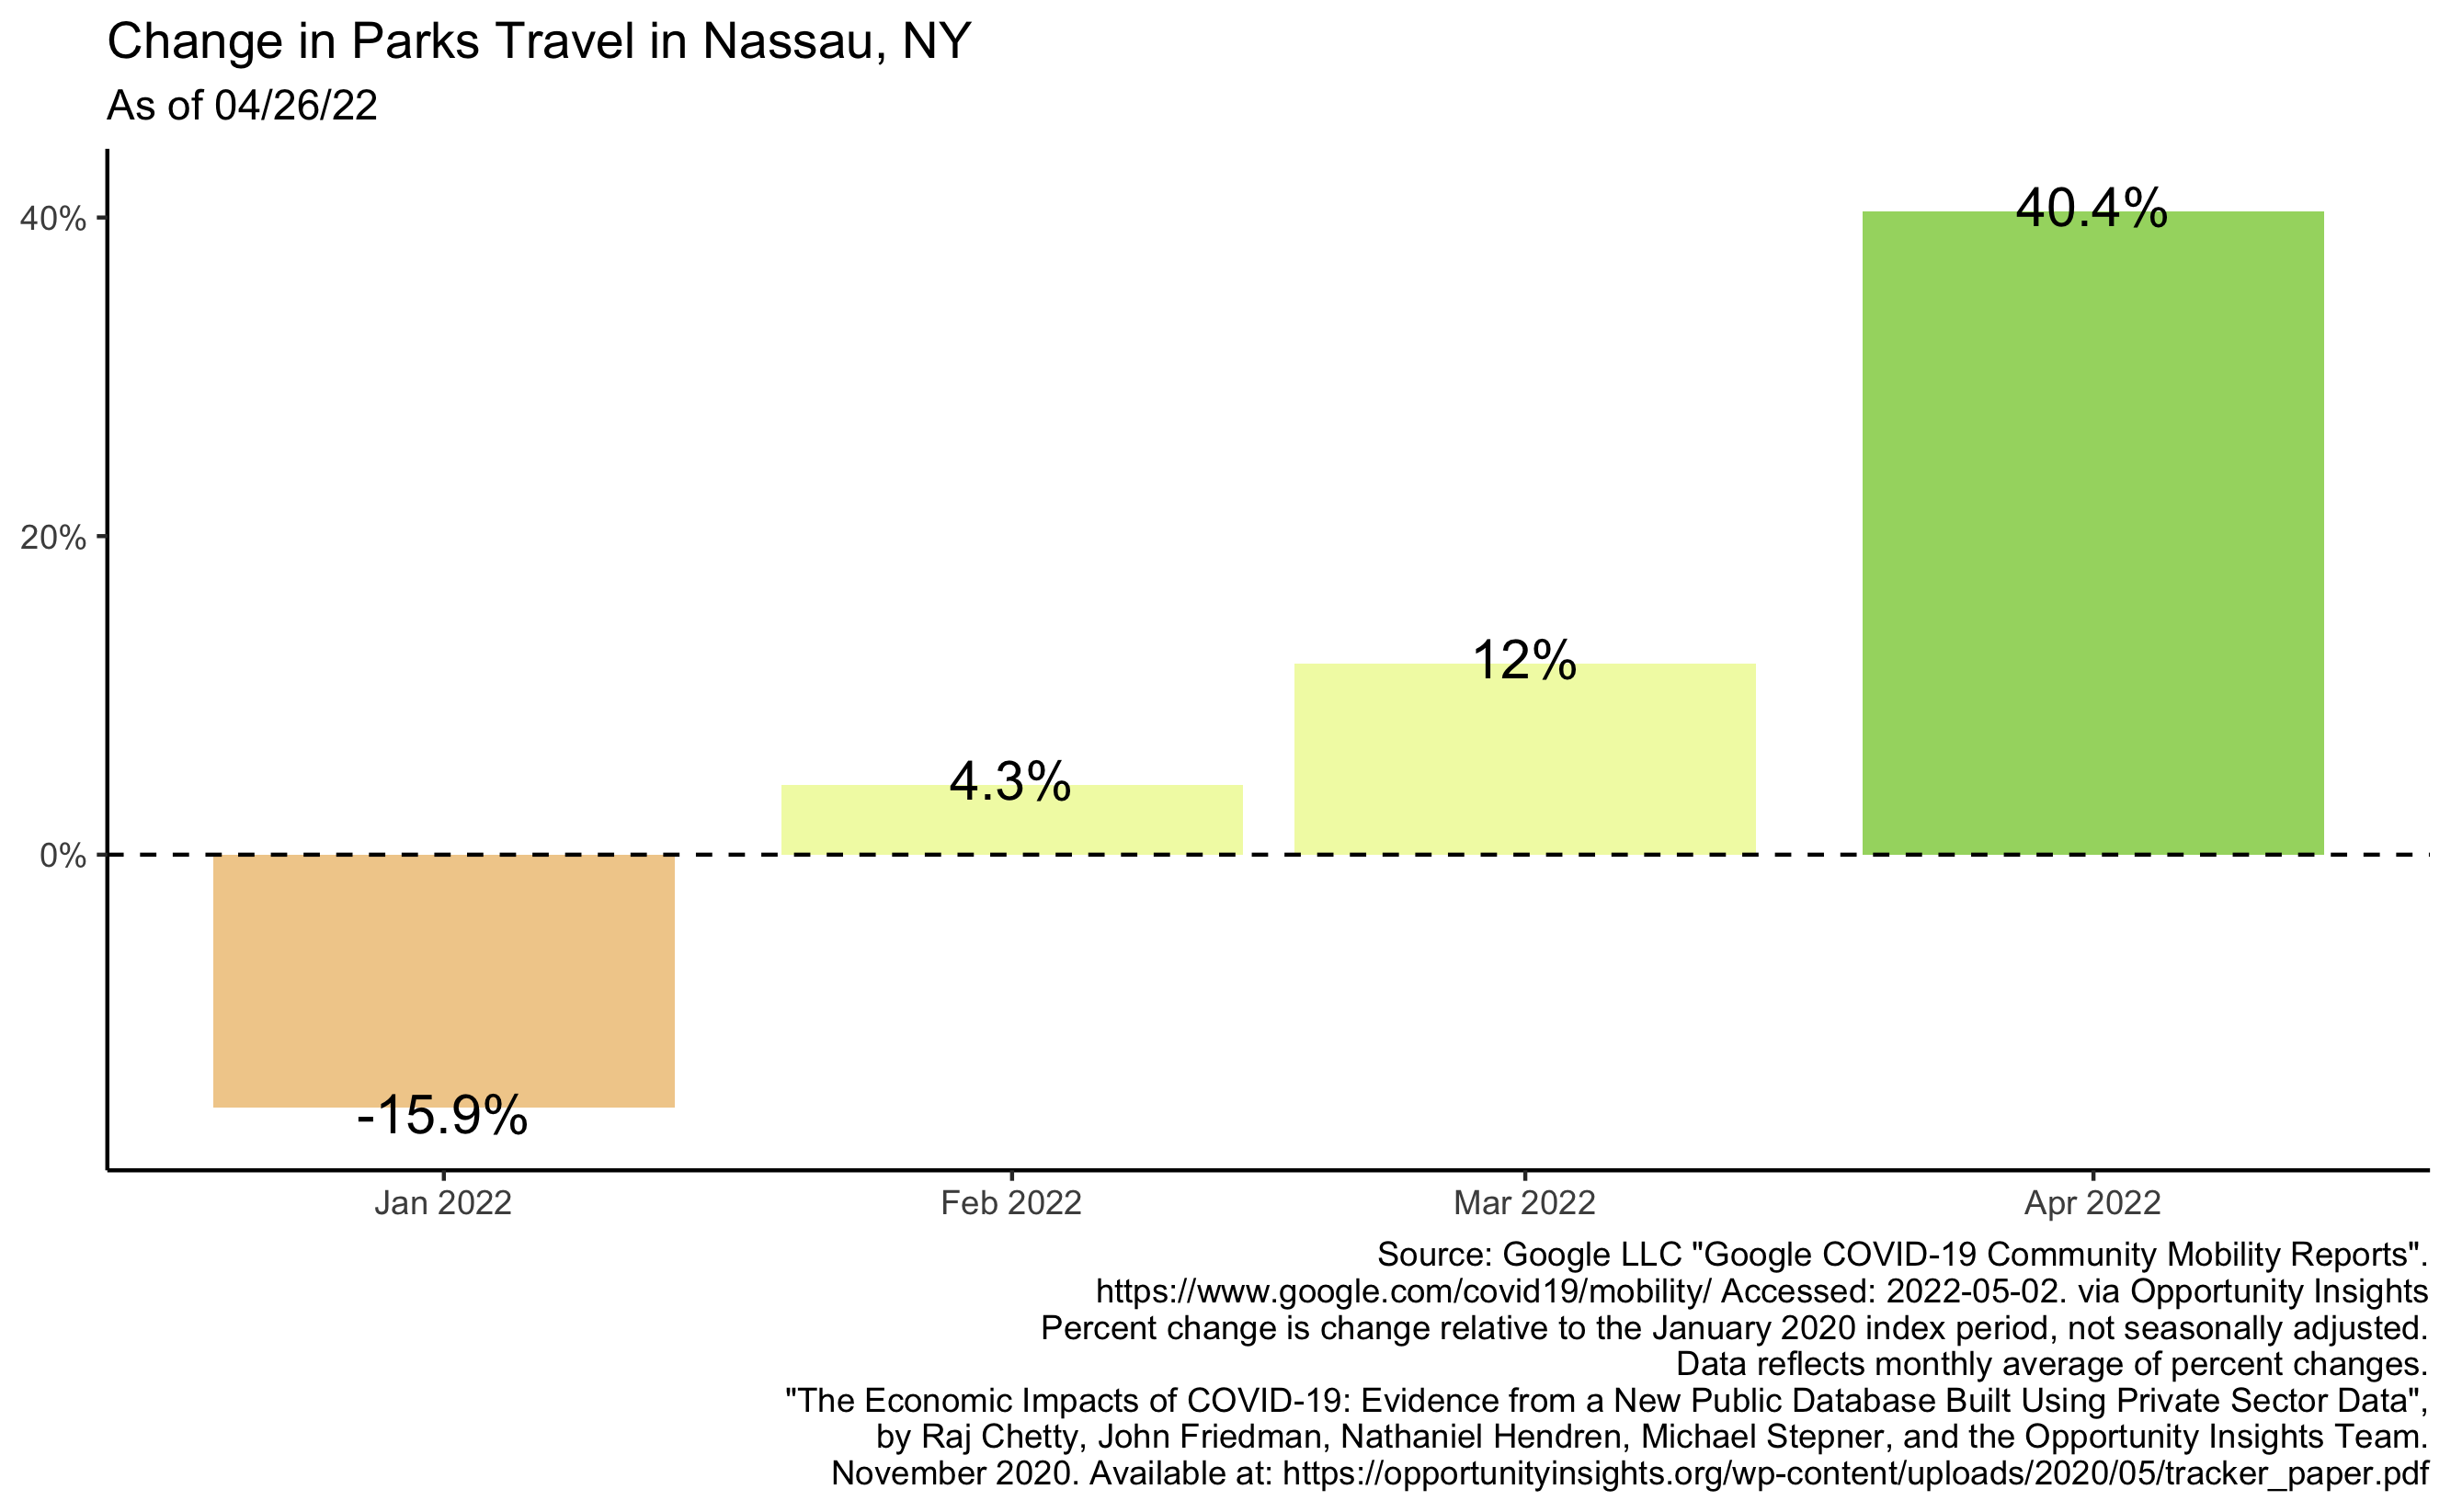 Change in Parks Travel in Nassau, NY
As of 04/26/22
40%
20%
0%
-15.9%
4.3%
12%
40.4%
Jan 2022
Feb 2022
Mar 2022
Apr 2022
Source: Google LLC "Google COVID-19 Community Mobility Reports".
https://www.google.com/covid19/mobility/ Accessed: 2022-05-02. via Opportunity Insights
Percent change is change relative to the January 2020 index period, not seasonally adjusted.
Data reflects monthly average of percent changes.
"The Economic Impacts of COVID-19: Evidence from a New Public Database Built Using Private Sector Data",
by Raj Chetty, John Friedman, Nathaniel Hendren, Michael Stepner, and the Opportunity Insights Team.
November 2020. Available at: https://opportunityinsights.org/wp-content/uploads/2020/05/tracker_paper.pdf